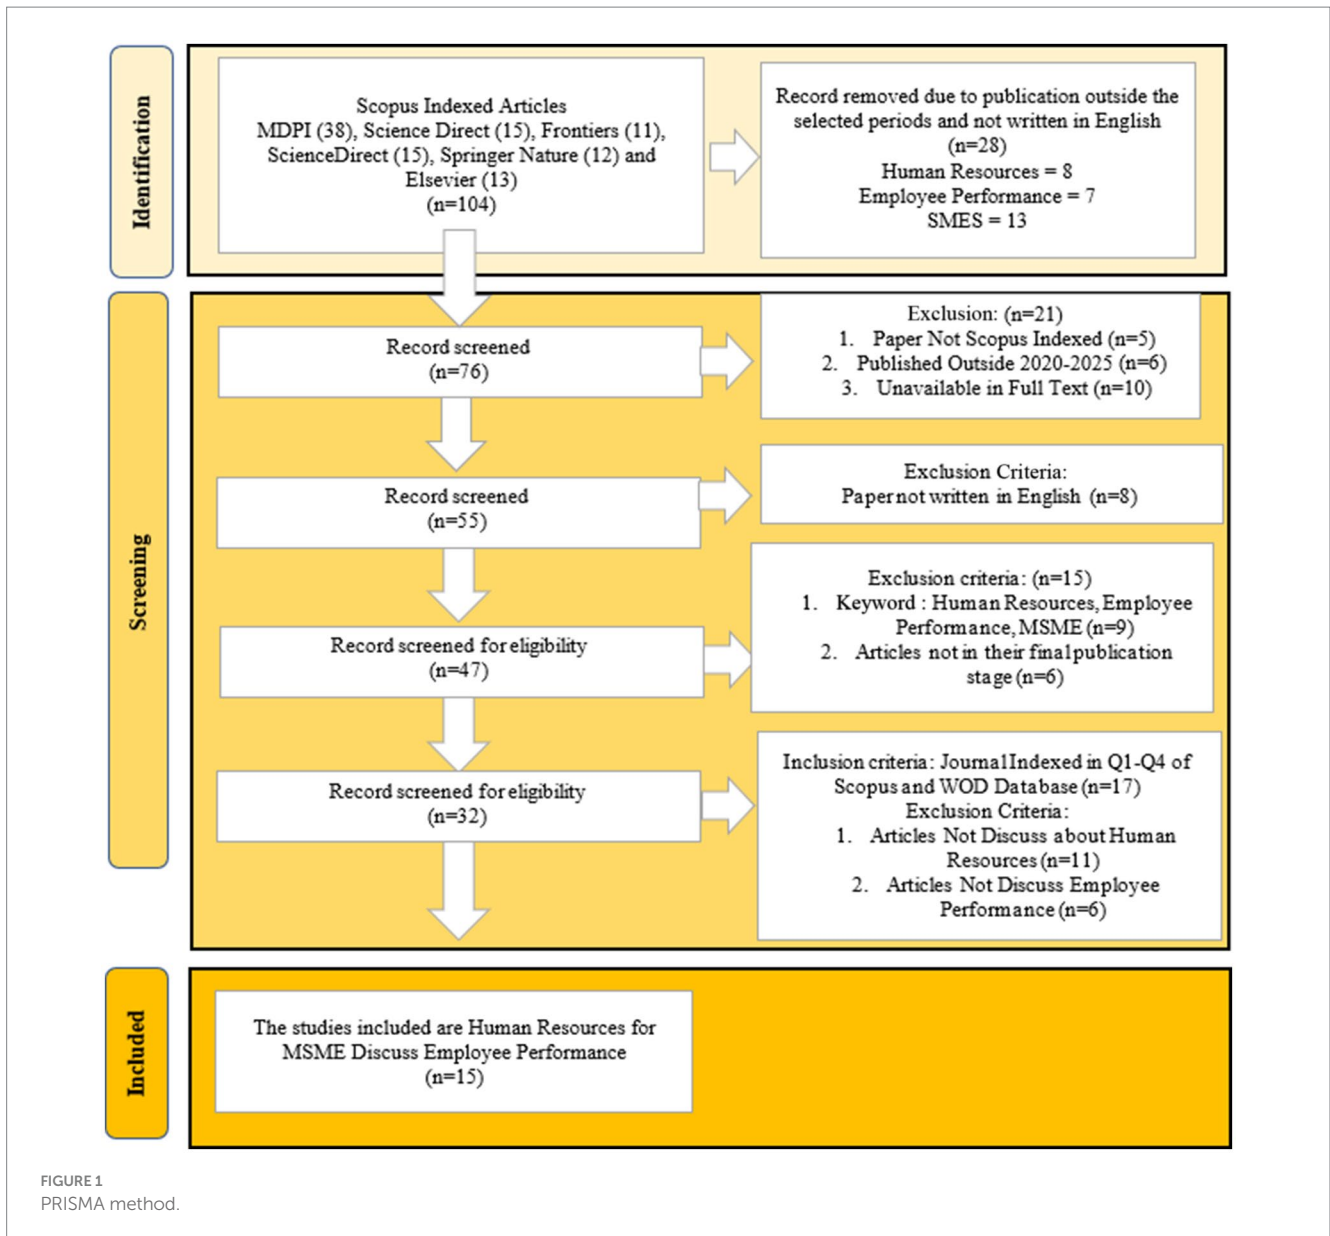 Identification
Scopus Indexed Articles
MDPI (38), Science Direct (15), Frontiers (11),
ScienceDirect (15), Springer Nature (12) and
Elsevier (13)
(n=104)
Record removed due to publication outside the
selected periods and not written in English
(n=28)
Human Resources = 8
Employee Performance = 7
SMES = 13
Screening
Record screened
(n=76)
Exclusion: (n=21)
1. Paper Not Scopus Indexed (n=5)
2. Published Outside 2020-2025 (n=6)
3. Unavailable in Full Text (n=10)
Record screened
(n=55)
Exclusion Criteria:
Paper not written in English (n=8)
Record screened for eligibility
(n=47)
Exclusion criteria: (n=15)
1. Keyword : Human Resources, Employee
Performance, MSME (n=9)
2. Articles not in their final publication
stage (n=6)
Record screened for eligibility
(n=32)
Inclusion criteria: Journal Indexed in Q1-Q4 of
Scopus and WOD Database (n=17)
Exclusion Criteria:
1. Articles Not Discuss about Human
Resources (n=11)
2. Articles Not Discuss Employee
Performance (n=6)
Included
The studies included are Human Resources for
MSME Discuss Employee Performance
(n=15)
FIGURE 1
PRISMA method.